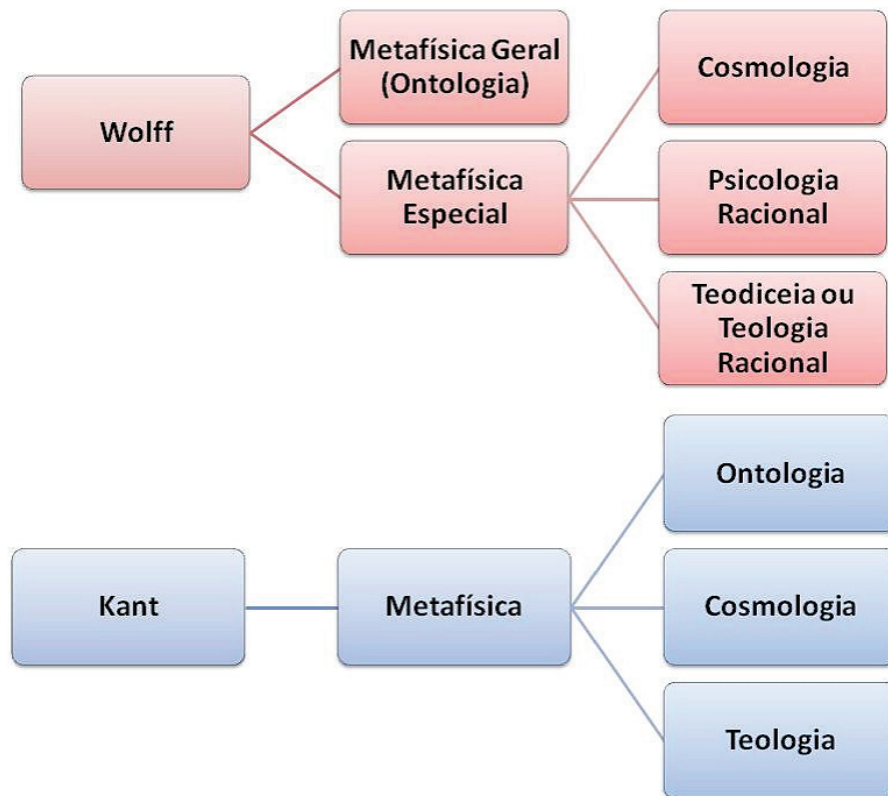 Wolff
Metafísica Geral
(Ontologia)
Metafísica
Especial
Cosmologia
Psicologia
Racional
Teodiceia ou
Teologia
Racional
Kant
Metafísica
Ontologia
Cosmologia
Teologia